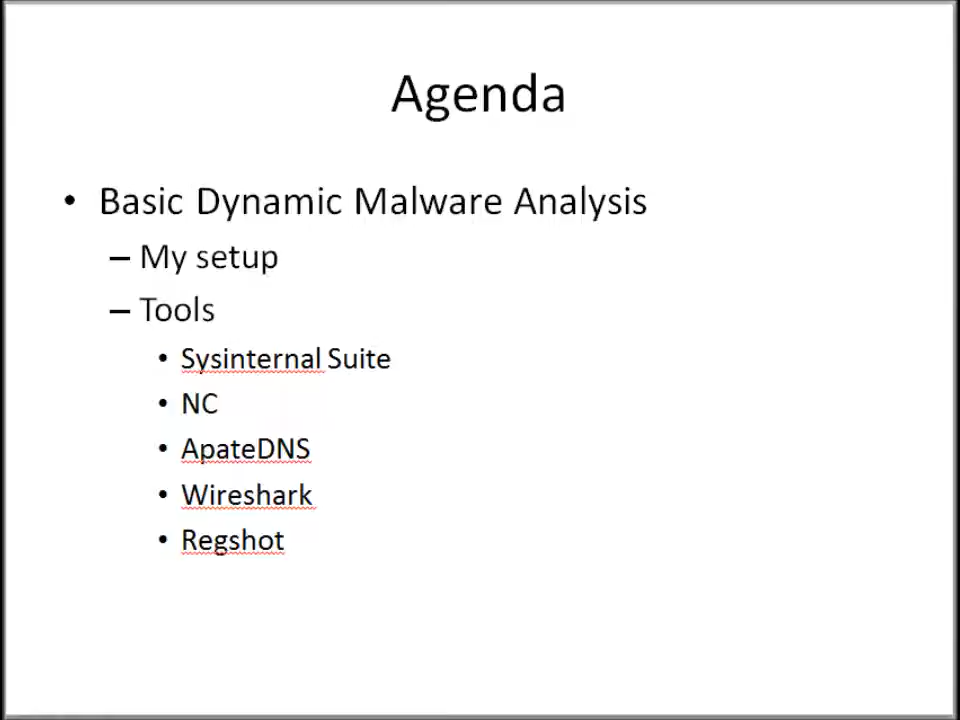 Agenda
• Basic Dynamic Malware Analysis
– My setup
– Tools
• Sysinternal Suite
• NC
• ApateDNS
• Wireshark
• Regshot